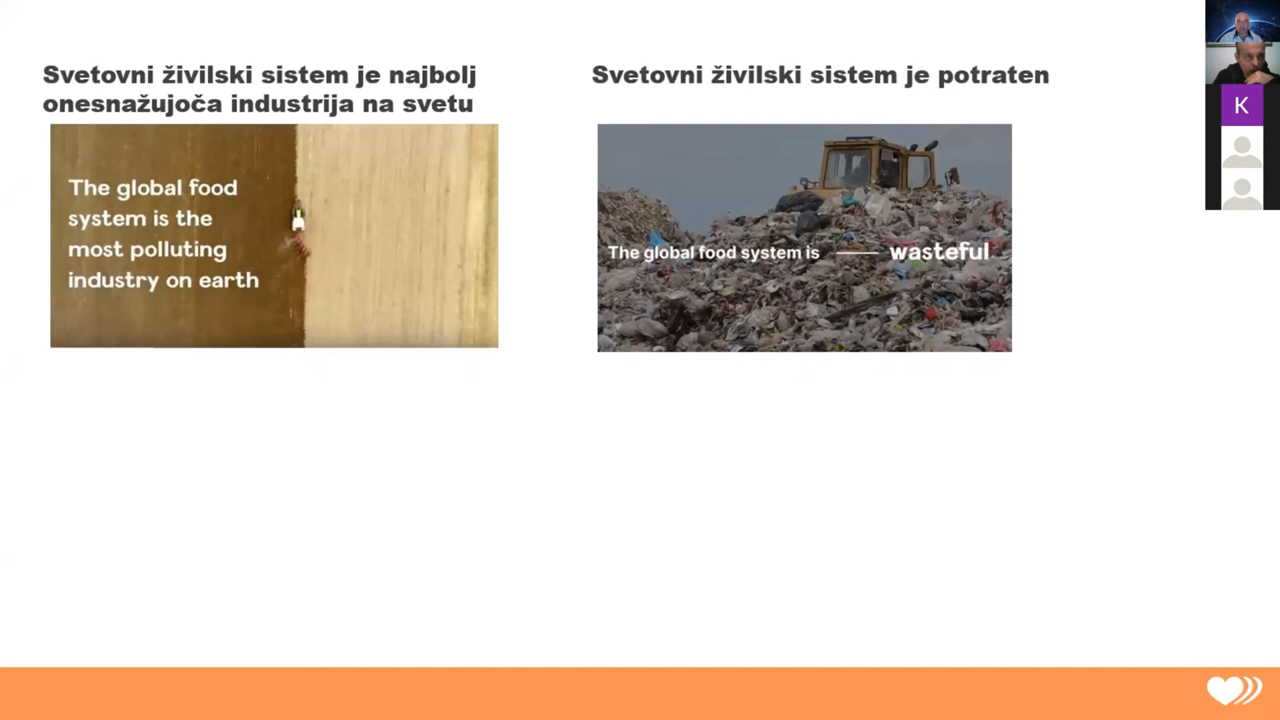 Svetovni živilski sistem je najbolj
onesnažujoča industrija na svetu
The global food
system is the
most polluting
industry on earth
Svetovni živilski sistem je potraten
The global food system is wasteful
K